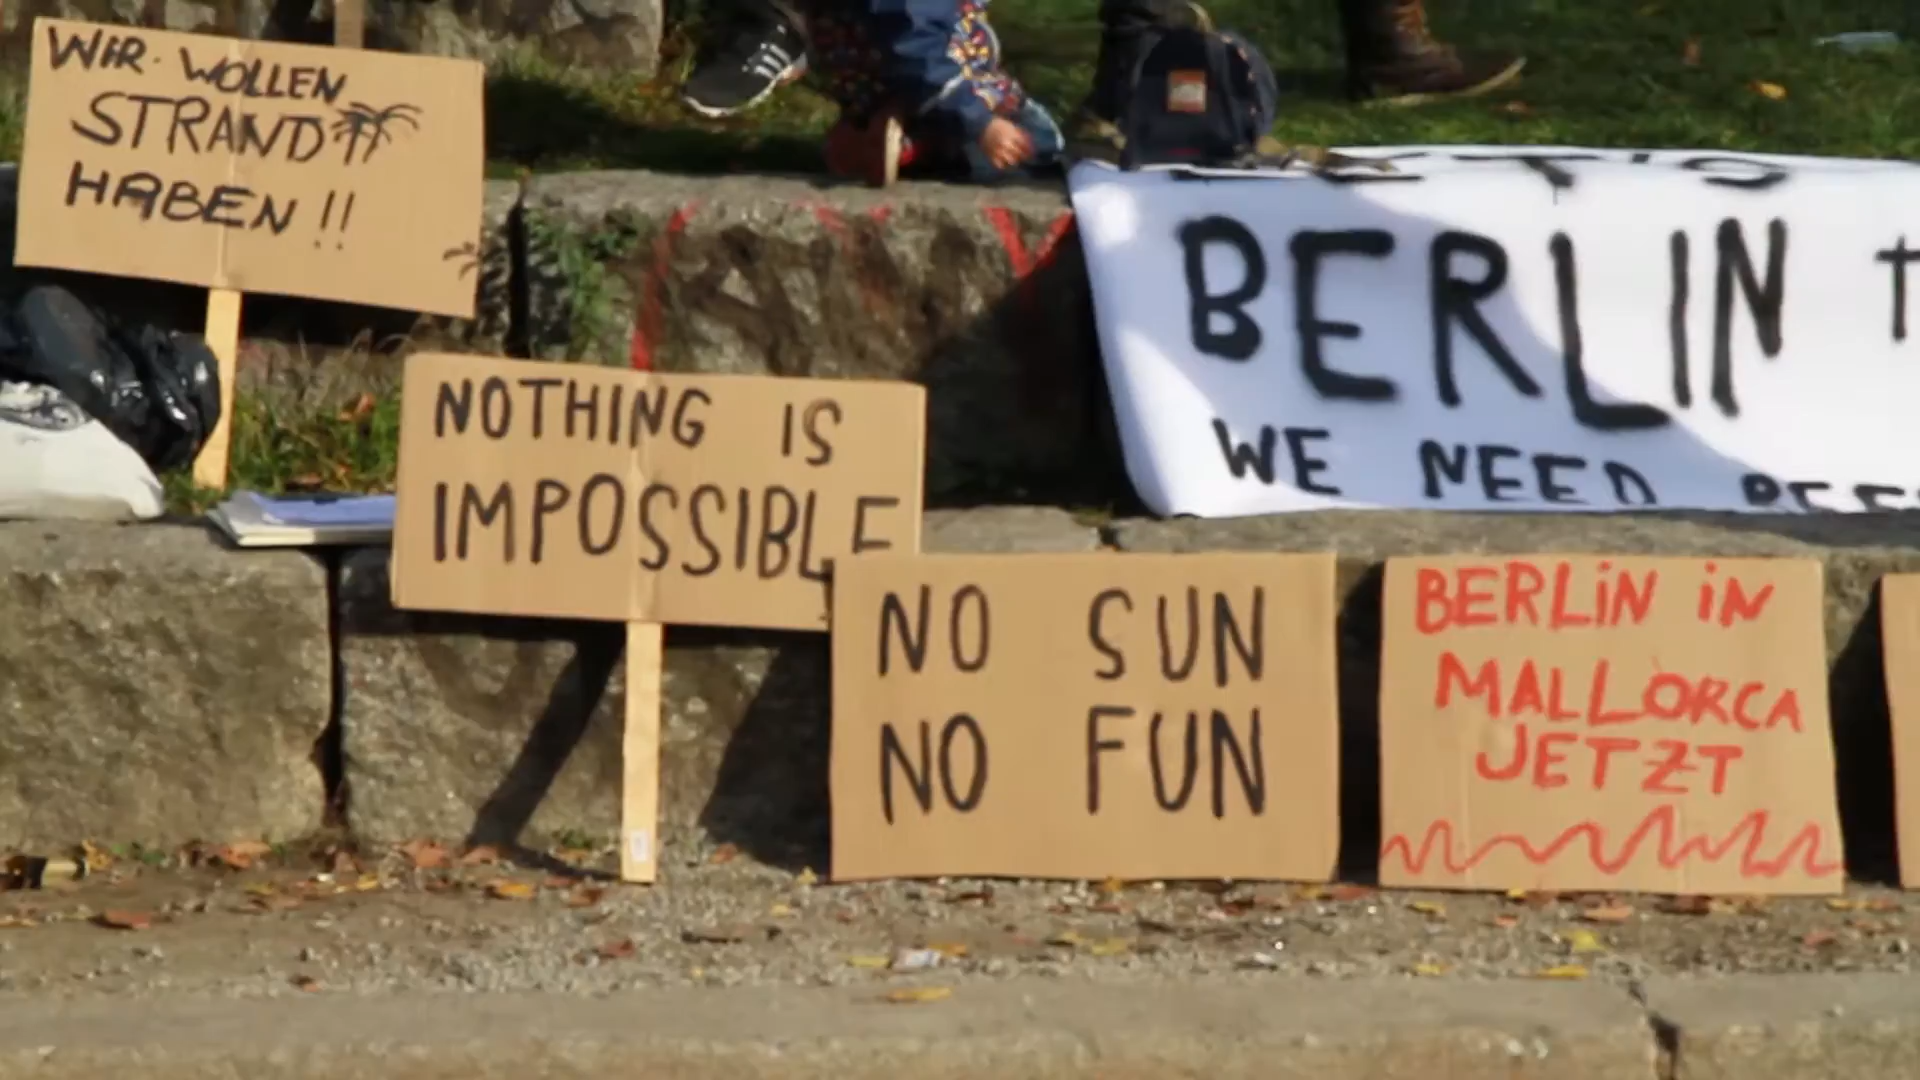 WIR WOLLEN
STRAND
HABEN !!
NOTHING IS
IMPOSSIBLE
BERLIN
WE NEED
NO SUN
NO FUN
BERLIN IN
MALLORCA
JETZT